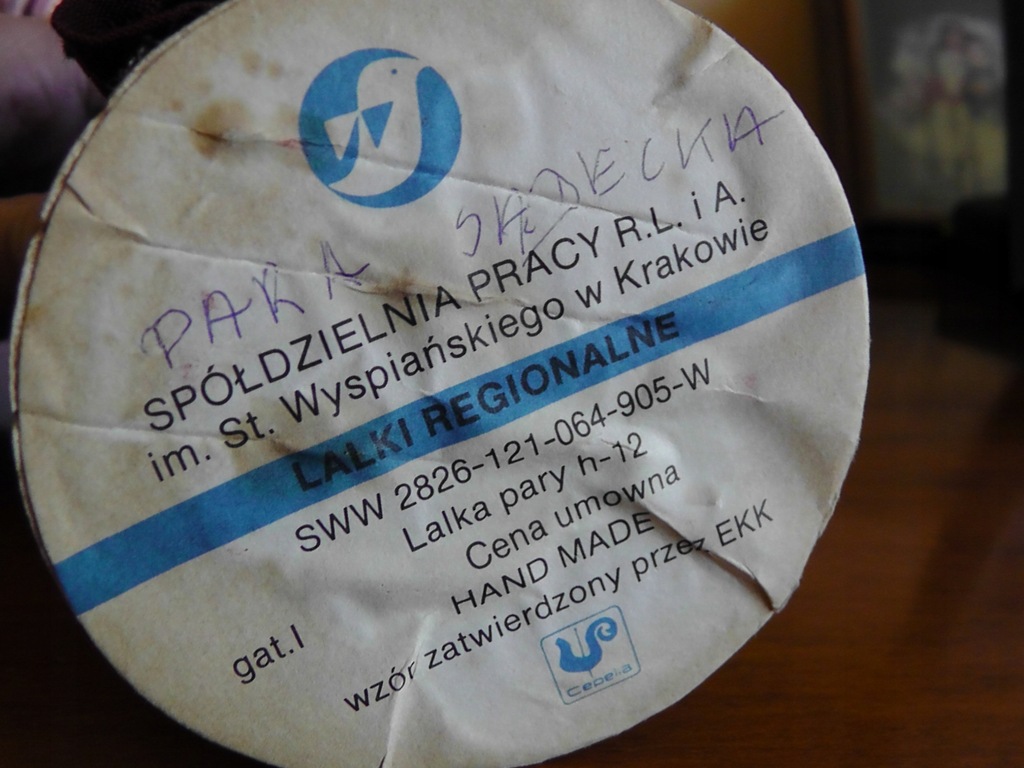 PARA SĄDECKA
SPÓŁDZIELNIA PRACY R.L. i A.
im. St. Wyspiańskiego w Krakowie
LALKI REGIONALNE
SWW 2826-121-064-905-W
Lalka pary h-12
Cena umowna
HAND MADE
wzór zatwierdzony przez EKK
gat.I
Cepelia